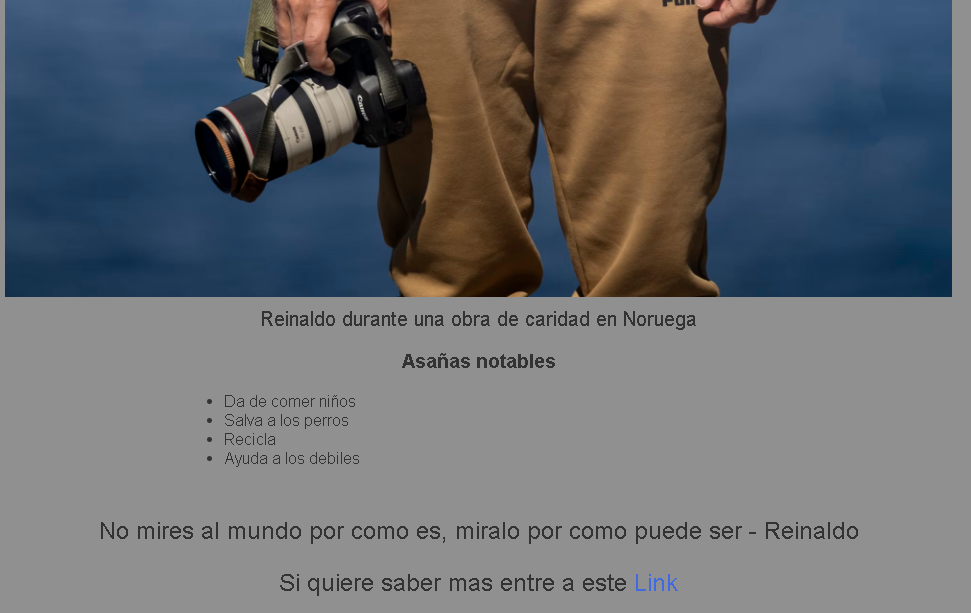 Canon
Reinaldo durante una obra de caridad en Noruega
Asañas notables
Da de comer niños
Salva a los perros
Recicla
Ayuda a los debiles
No mires al mundo por como es, miralo por como puede ser - Reinaldo
Si quiere saber mas entre a este Link